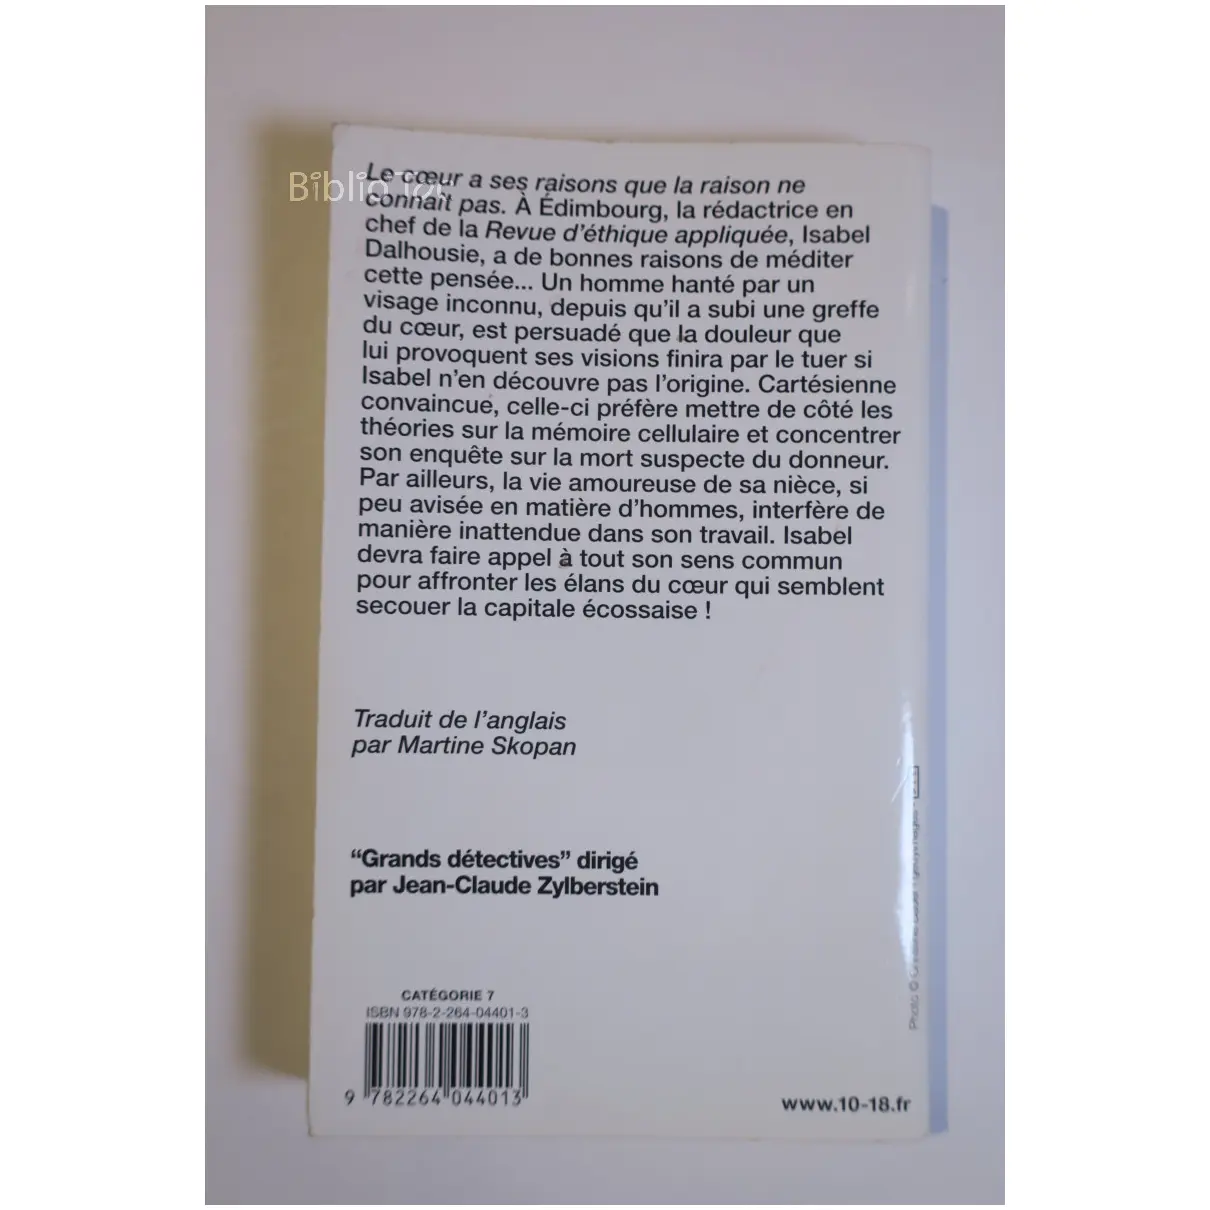 Le cœur a ses raisons que la raison ne
connaît pas. À Édimbourg, la rédactrice en
chef de la Revue d'éthique appliquée, Isabel
Dalhousie, a de bonnes raisons de méditer
cette pensée... Un homme hanté par un
visage inconnu, depuis qu'il a subi une greffe
du cœur, est persuadé que la douleur que
lui provoquent ses visions finira par le tuer si
Isabel n'en découvre pas l'origine. Cartésienne
convaincue, celle-ci préfère mettre de côté les
théories sur la mémoire cellulaire et concentrer
son enquête sur la mort suspecte du donneur.
Par ailleurs, la vie amoureuse de sa nièce, si
peu avisée en matière d'hommes, interfère de
manière inattendue dans son travail. Isabel
devra faire appel à tout son sens commun
pour affronter les élans du cœur qui semblent
secouer la capitale écossaise !
Traduit de l'anglais
par Martine Skopan
"Grands détectives" dirigé
par Jean-Claude Zylberstein
CATÉGORIE 7
ISBN 978-2-264-04401-3
9 782264 044013
www.10-18.fr
Photo ©
Biblio